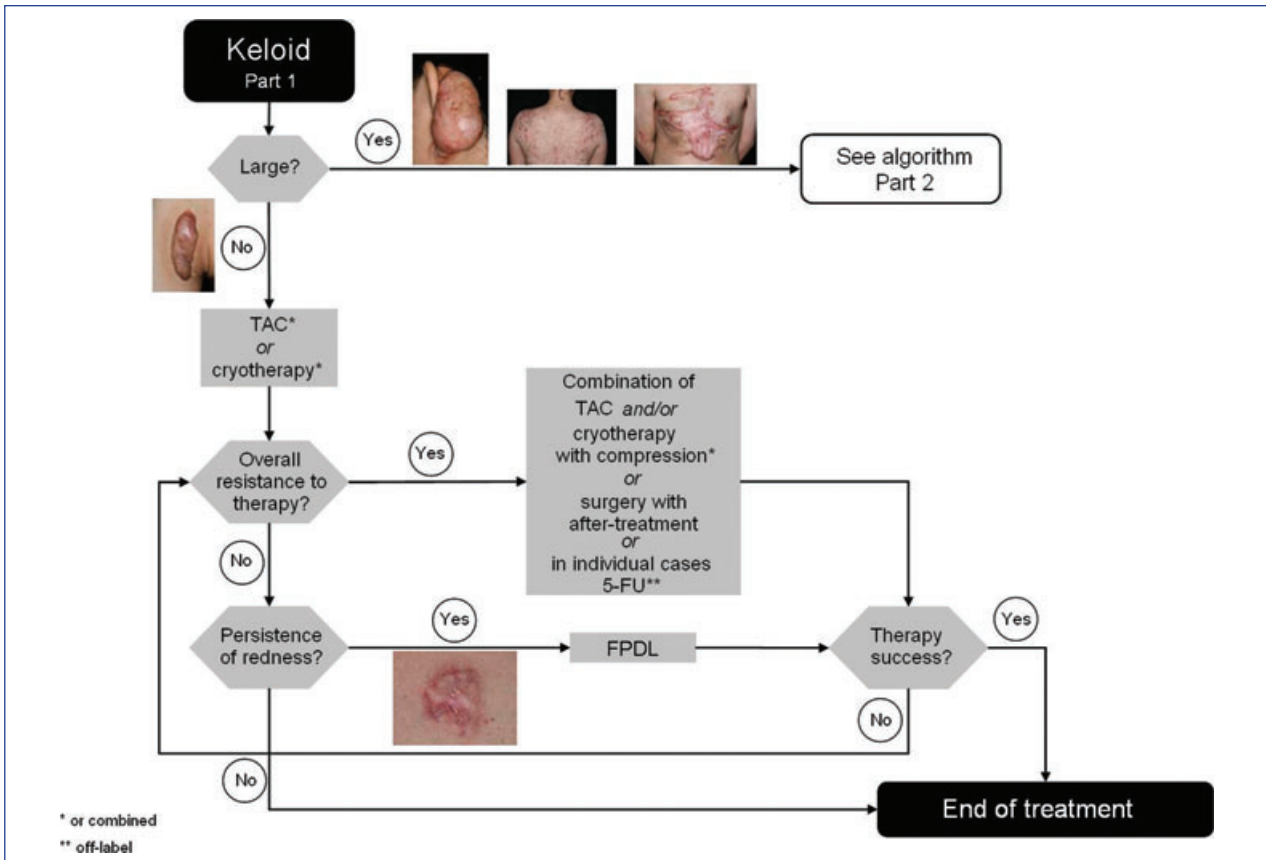 Keloid
Part 1
Yes
Large?
See algorithm
Part 2
No
TAC*
or
cryotherapy*
Combination of
TAC and/or
cryotherapy
with compression*
or
surgery with
after-treatment
or
in individual cases
5-FU**
Overall
resistance to
therapy?
Yes
No
Persistence
of redness?
Yes
FPDL
Therapy
success?
Yes
No
No
End of treatment
* or combined
** off-label